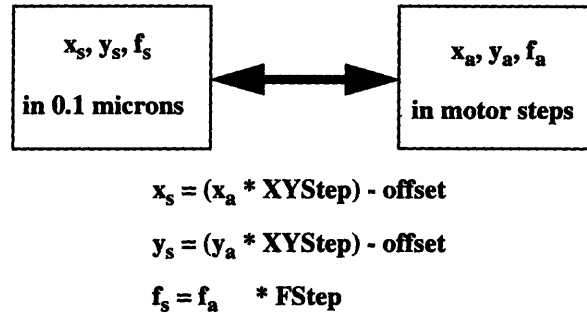 xₛ, yₛ, fₛ
in 0.1 microns
xₐ, yₐ, fₐ
in motor steps
xₛ = (xₐ * XYStep) - offset
yₛ = (yₐ * XYStep) - offset
fₛ = fₐ * FStep